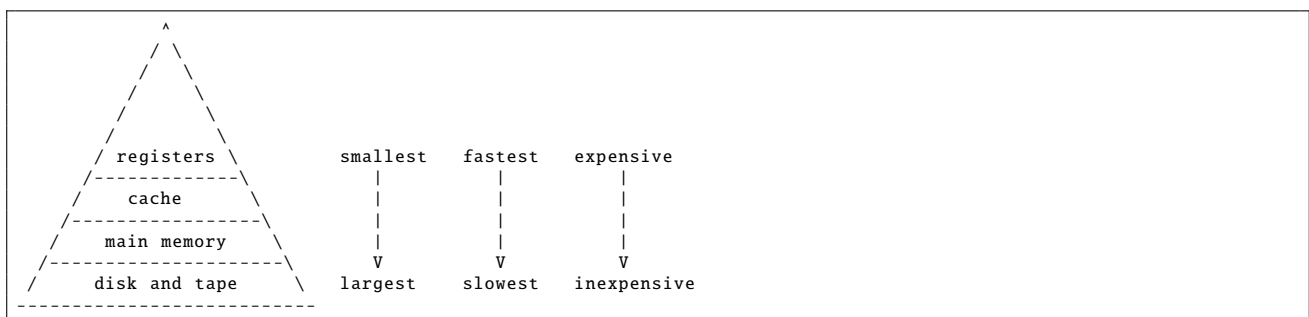 ^
/ \
/ \
/ \
/ \
/ \
/ registers \ smallest fastest expensive
/-------------\ | | |
/ cache \ | | |
/-----------------\ | | |
/ main memory \ | | |
/---------------------\ V V V
/ disk and tape \ largest slowest inexpensive
---------------------------